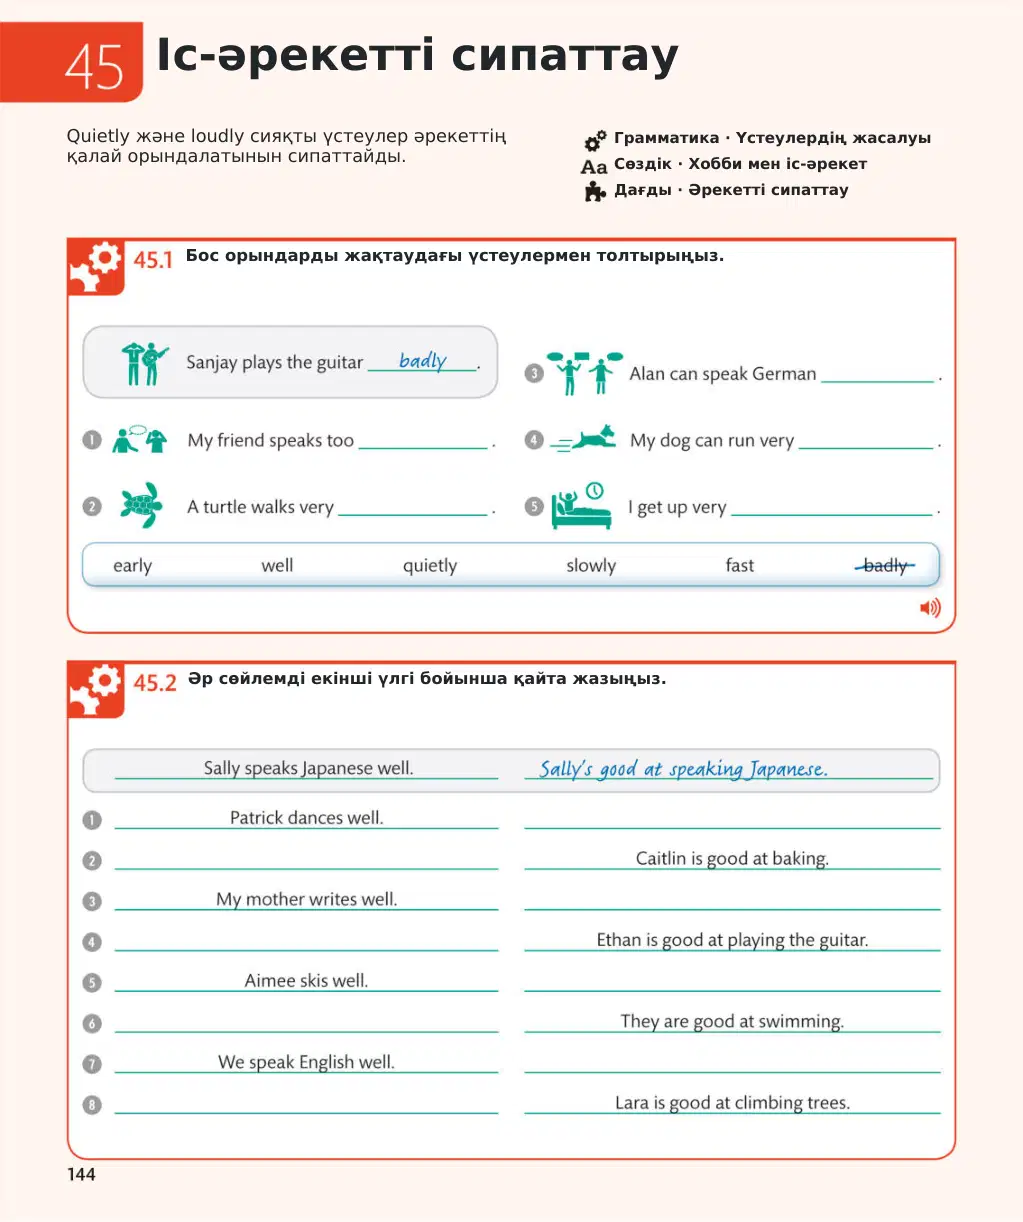 45
Іс-әрекетті сипаттау
Quietly және loudly сияқты үстеулер әрекеттің
қалай орындалатынын сипаттайды.
Грамматика · Үстеулердің жасалуы
Aa Сөздік · Хобби мен іс-әрекет
Дағды · Әрекетті сипаттау
45.1 Бос орындарды жақтаудағы үстеулермен толтырыңыз.
Sanjay plays the guitar badly.
1 My friend speaks too .
2 A turtle walks very .
3 Alan can speak German .
4 My dog can run very .
5 I get up very .
early well quietly slowly fast badly
45.2 Әр сөйлемді екінші үлгі бойынша қайта жазыңыз.
Sally speaks Japanese well. Sally's good at speaking Japanese.
1 Patrick dances well.
2 Caitlin is good at baking.
3 My mother writes well.
4 Ethan is good at playing the guitar.
5 Aimee skis well.
6 They are good at swimming.
7 We speak English well.
8 Lara is good at climbing trees.
144